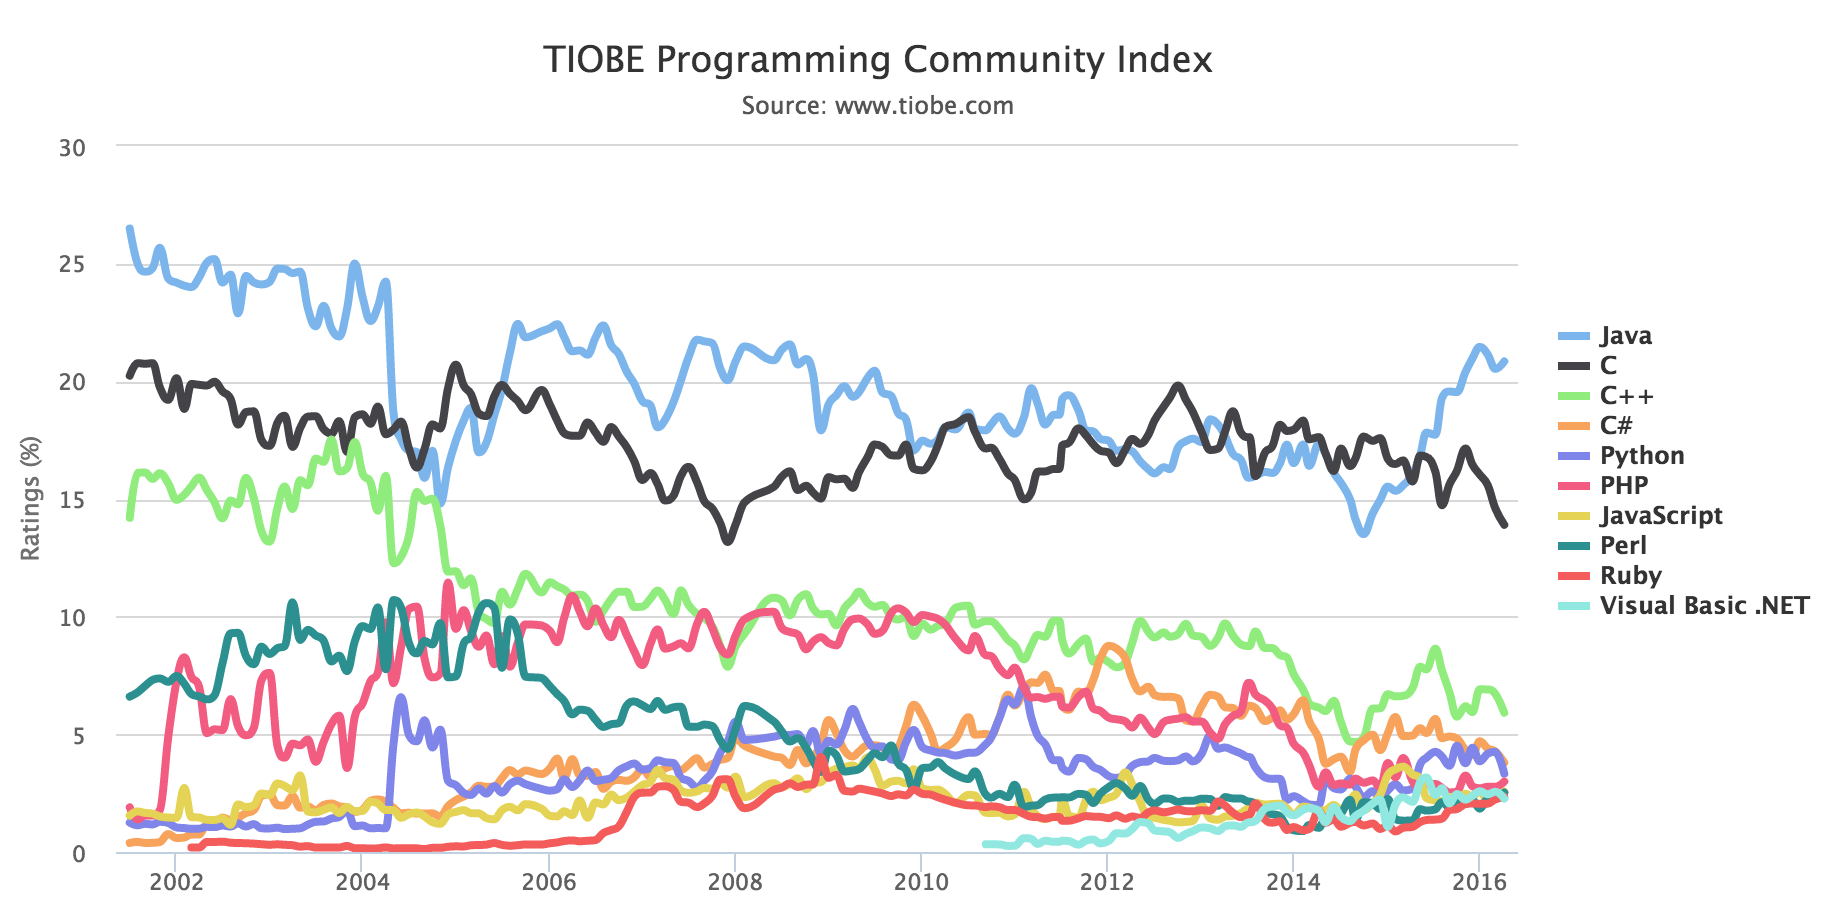 TIOBE Programming Community Index
Source: www.tiobe.com
30
25
20
15
10
5
0
Ratings (%)
2002 2004 2006 2008 2010 2012 2014 2016
Java
C
C++
C#
Python
PHP
JavaScript
Perl
Ruby
Visual Basic .NET